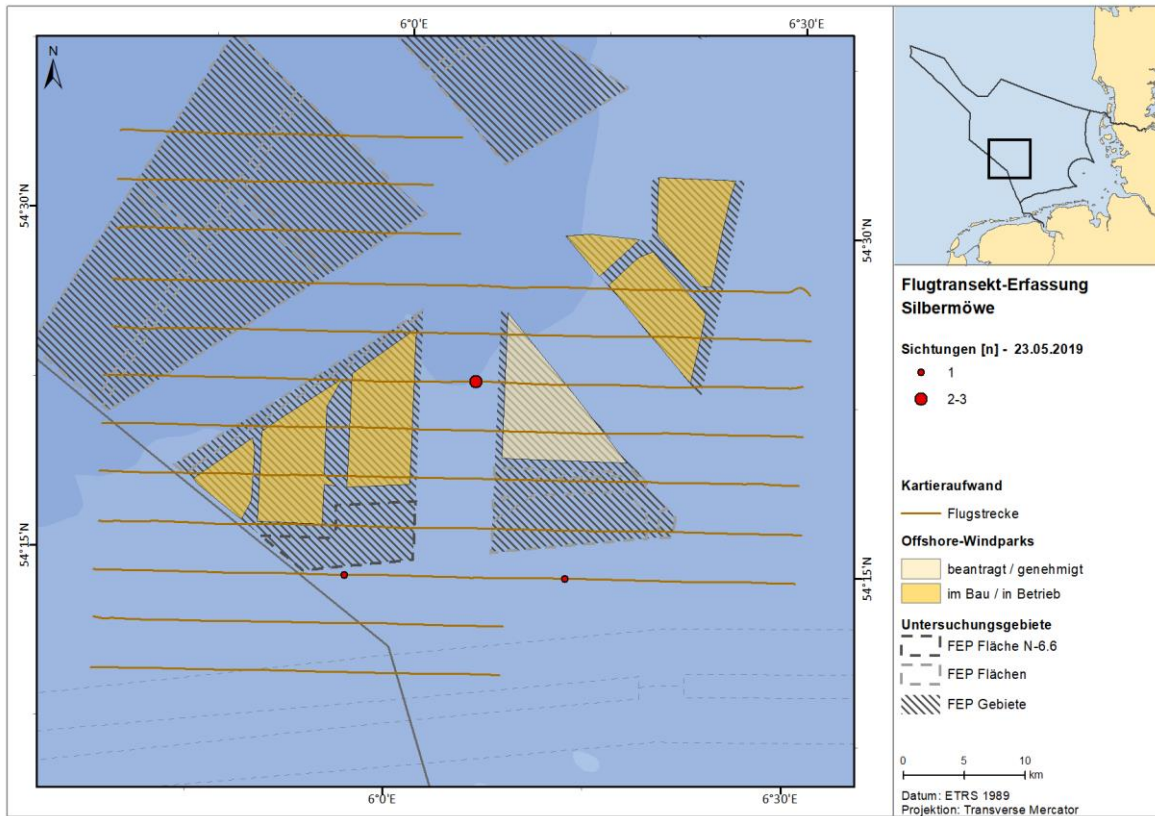 6°0'E
6°30'E
N
54°30'N
54°30'N
54°15'N
54°15'N
6°0'E
6°30'E
Flugtransekt-Erfassung
Silbermöwe
Sichtungen [n] - 23.05.2019
1
2-3
Kartieraufwand
Flugstrecke
Offshore-Windparks
beantragt / genehmigt
im Bau / in Betrieb
Untersuchungsgebiete
FEP Fläche N-6.6
FEP Flächen
FEP Gebiete
0 5 10
km
Datum: ETRS 1989
Projektion: Transverse Mercator